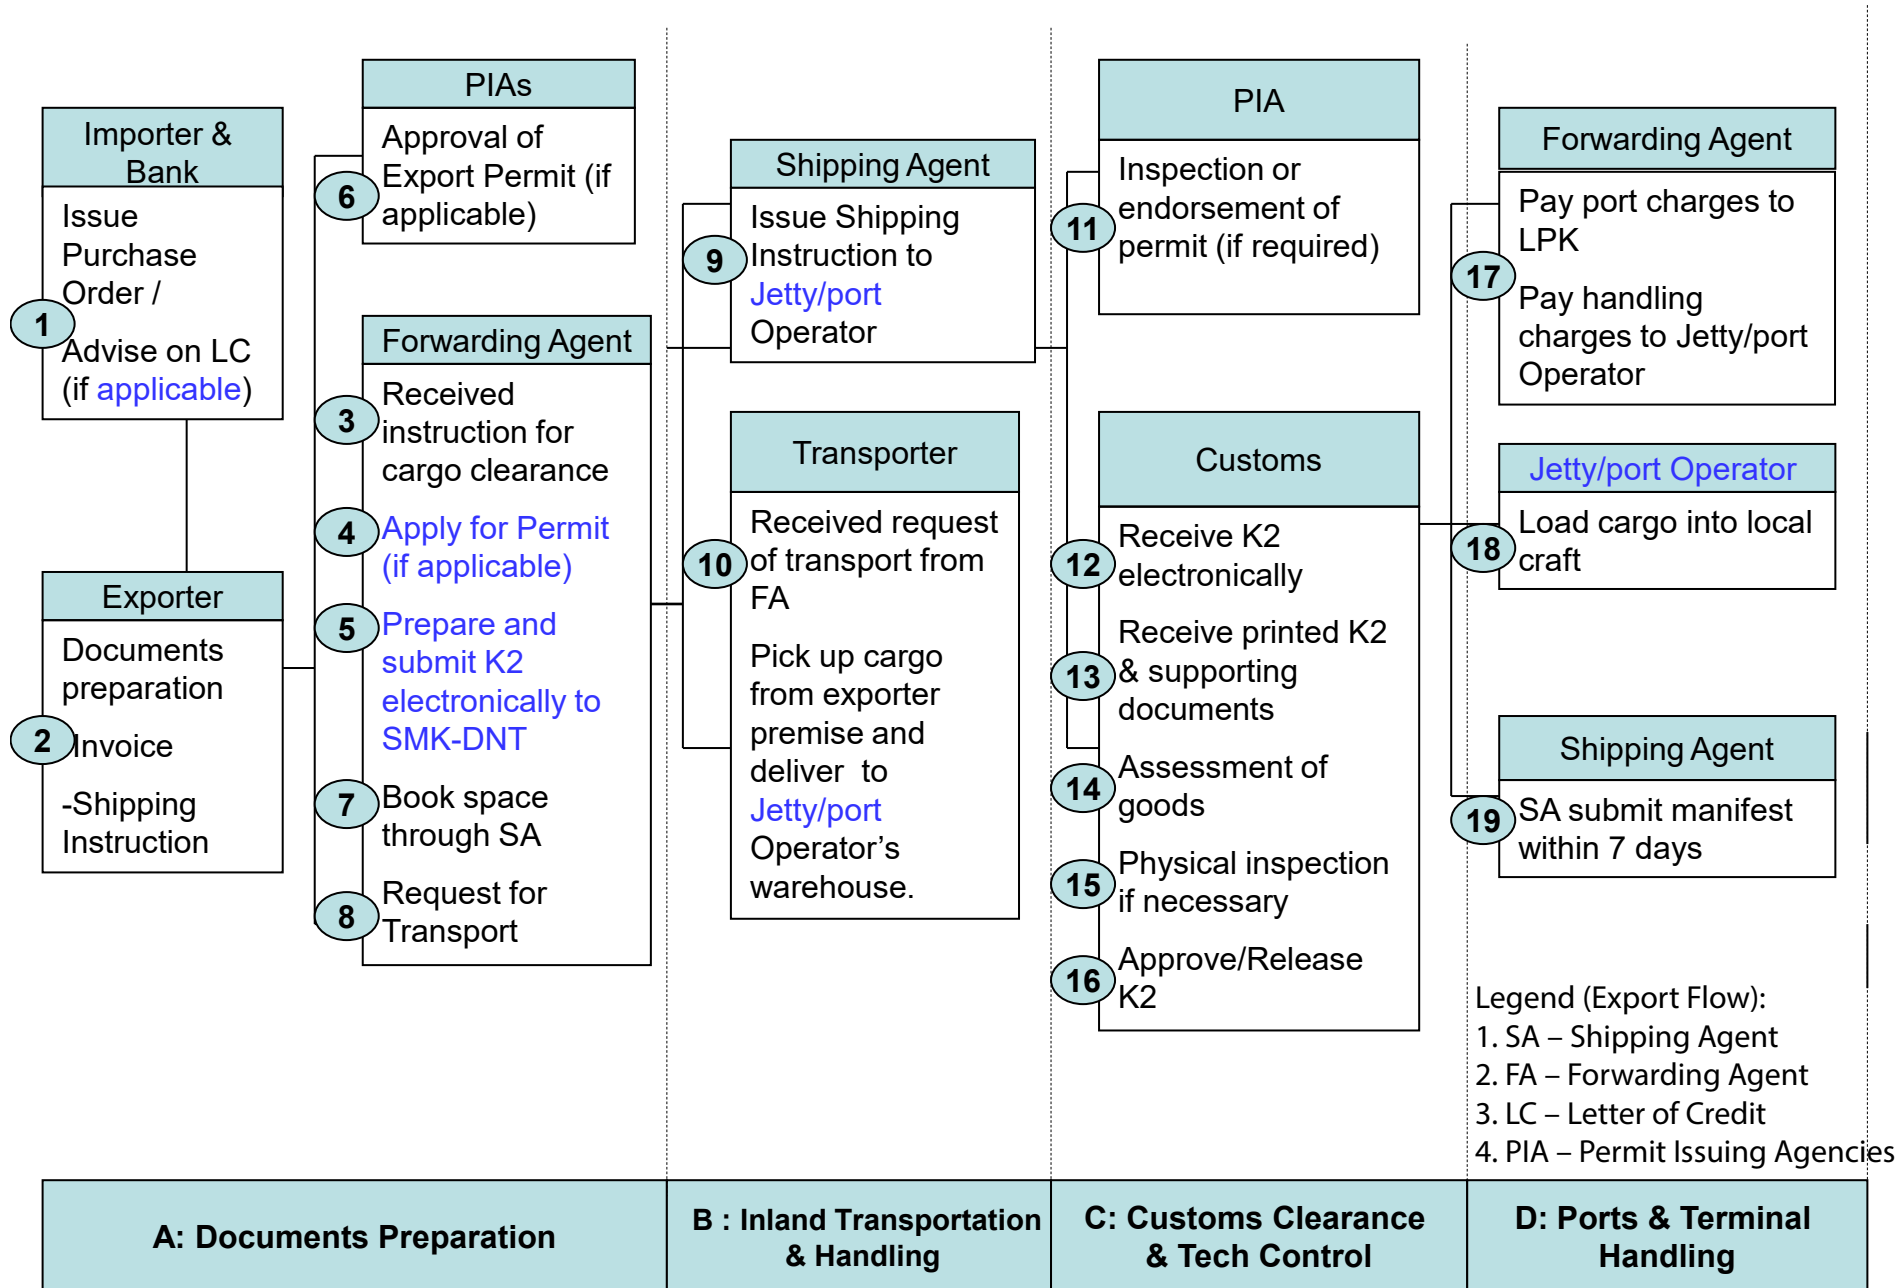 Importer &
Bank
Issue
Purchase
Order /
1
Advise on LC
(if applicable)
Exporter
Documents
preparation
2
Invoice
-Shipping
Instruction
PIAs
Approval of
Export Permit (if
applicable)
6
Forwarding Agent
Received
3
instruction for
cargo clearance
4
Apply for Permit
(if applicable)
5
Prepare and
submit K2
electronically to
SMK-DNT
7
Book space
through SA
8
Request for
Transport
Shipping Agent
Issue Shipping
9
Instruction to
Jetty/port
Operator
Transporter
Received request
10
of transport from
FA
Pick up cargo
from exporter
premise and
deliver to
Jetty/port
Operator’s
warehouse.
PIA
Inspection or
11
endorsement of
permit (if required)
Customs
12
Receive K2
electronically
13
Receive printed K2
& supporting
documents
14
Assessment of
goods
15
Physical inspection
if necessary
16
Approve/Release
K2
Forwarding Agent
Pay port charges to
LPK
17
Pay handling
charges to Jetty/port
Operator
Jetty/port Operator
18
Load cargo into local
craft
Shipping Agent
19
SA submit manifest
within 7 days
Legend (Export Flow):
1. SA – Shipping Agent
2. FA – Forwarding Agent
3. LC – Letter of Credit
4. PIA – Permit Issuing Agencies
A: Documents Preparation
B : Inland Transportation
& Handling
C: Customs Clearance
& Tech Control
D: Ports & Terminal
Handling